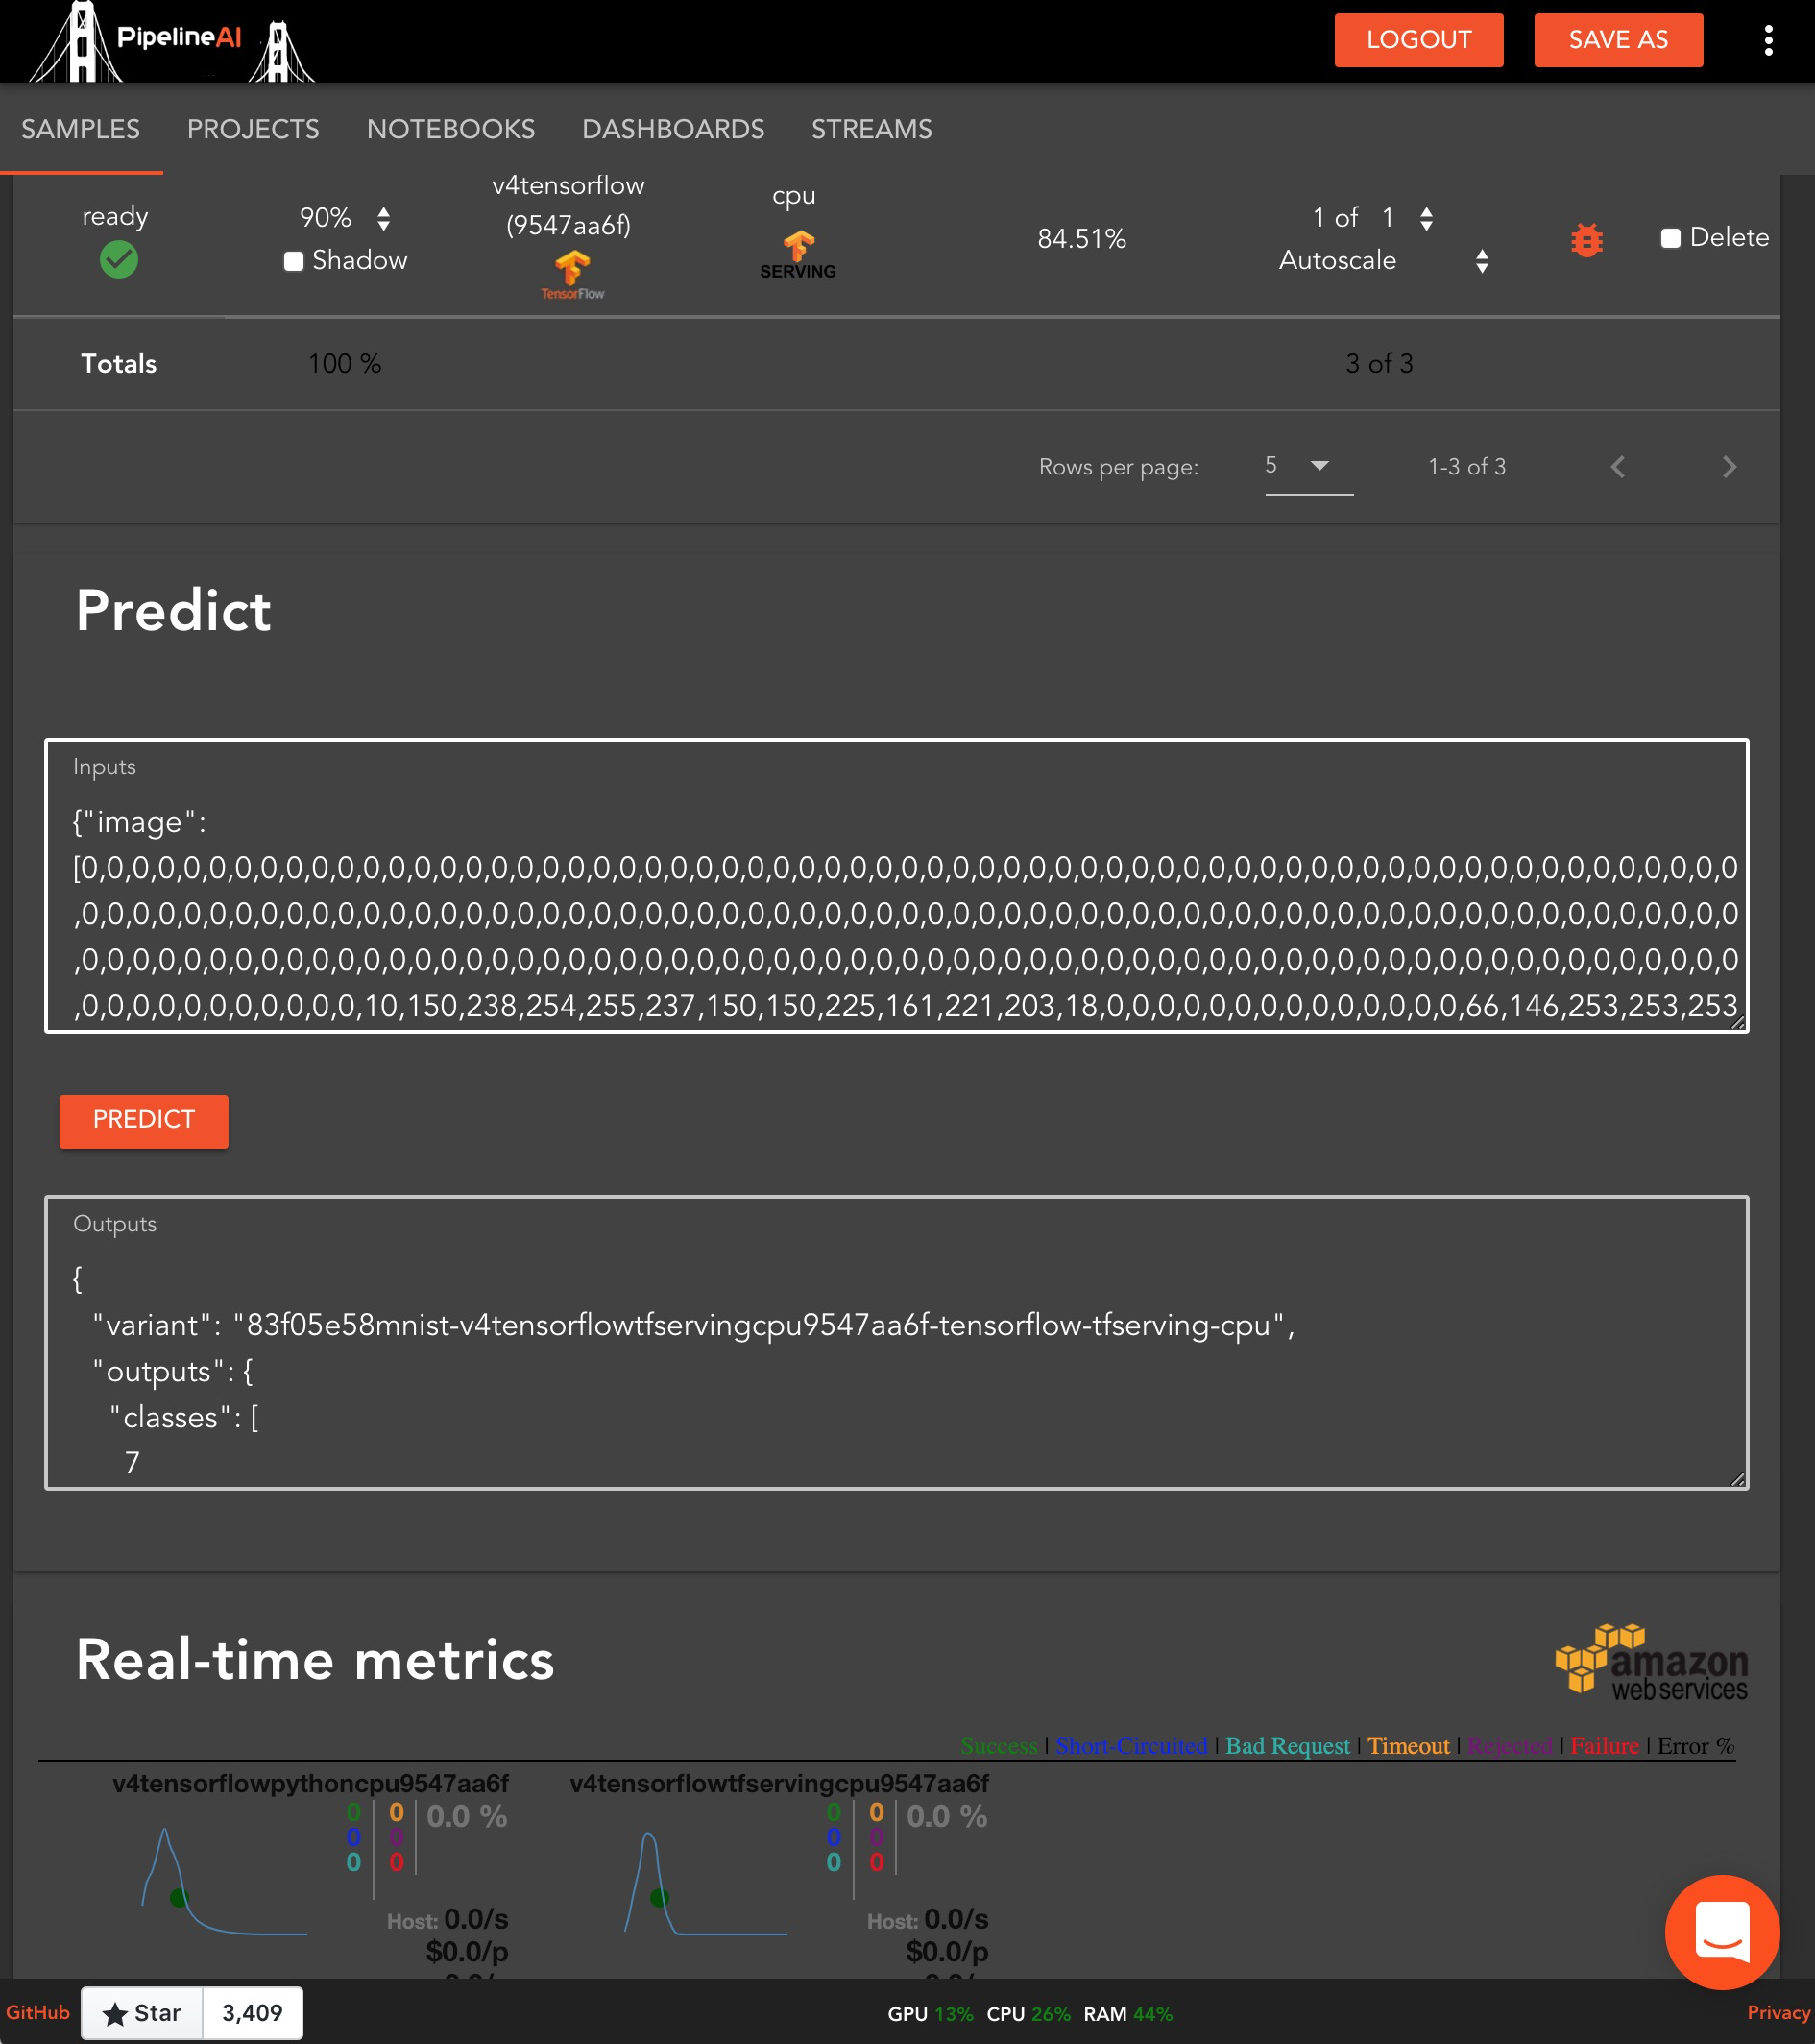 PipelineAI
LOGOUT
SAVE AS
SAMPLES PROJECTS NOTEBOOKS DASHBOARDS STREAMS
ready
90%
Shadow
v4tensorflow
(9547aa6f)
TensorFlow
cpu
SERVING
84.51%
1 of 1
Autoscale
Delete
Totals 100 % 3 of 3
Rows per page: 5 1-3 of 3
Predict
Inputs
{"image":
[0,0,0,0,0,0,0,0,0,0,0,0,0,0,0,0,0,0,0,0,0,0,0,0,0,0,0,0,0,0,0,0,0,0,0,0,0,0,0,0,0,0,0,0,0,0,0,0,0,0,0,0,0,0,0,0,0,0,0,0,0,0,0,0,0
,0,0,0,0,0,0,0,0,0,0,0,0,0,0,0,0,0,0,0,0,0,0,0,0,0,0,0,0,0,0,0,0,0,0,0,0,0,0,0,0,0,0,0,0,0,0,0,0,0,0,0,0,0,0,0,0,0,0,0,0,0,0,0,0,0
,0,0,0,0,0,0,0,0,0,0,0,0,0,0,0,0,0,0,0,0,0,0,0,0,0,0,0,0,0,0,0,0,0,0,0,0,0,0,0,0,0,0,0,0,0,0,0,0,0,0,0,0,0,0,0,0,0,0,0,0,0,0,0,0,0
,0,0,0,0,0,0,0,0,0,0,0,10,150,238,254,255,237,150,150,225,161,221,203,18,0,0,0,0,0,0,0,0,0,0,0,0,0,0,66,146,253,253,253
PREDICT
Outputs
{
"variant": "83f05e58mnist-v4tensorflowtfservingcpu9547aa6f-tensorflow-tfserving-cpu",
"outputs": {
"classes": [
7
Real-time metrics
amazon
web services
Success | Short-Circuited | Bad Request | Timeout | Rejected | Failure | Error %
v4tensorflowpythoncpu9547aa6f v4tensorflowtfservingcpu9547aa6f
0 0 0.0 % 0 0 0.0 %
0 0 0 0
0 0 0 0
Host: 0.0/s Host: 0.0/s
$0.0/p $0.0/p
GitHub Star 3,409 GPU 13% CPU 26% RAM 44% Privacy